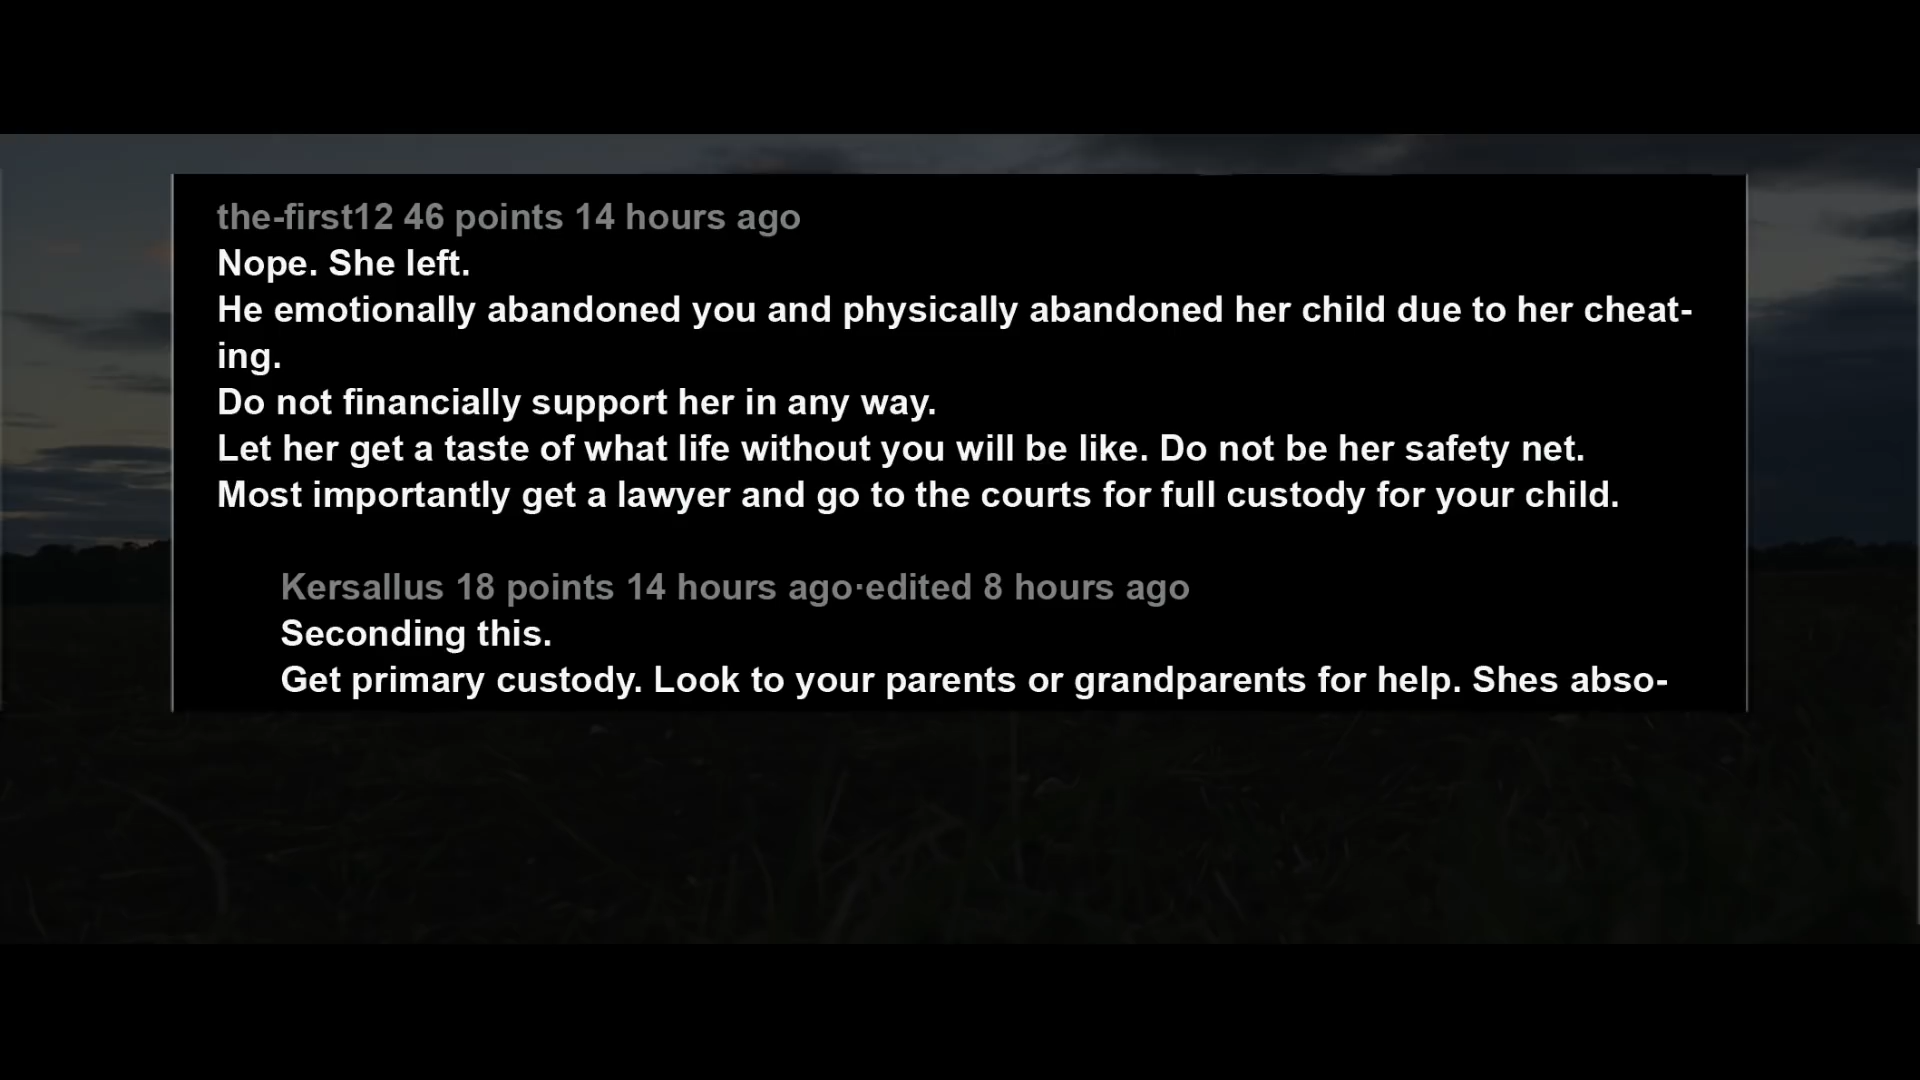 the-first12 46 points 14 hours ago
Nope. She left.
He emotionally abandoned you and physically abandoned her child due to her cheat-
ing.
Do not financially support her in any way.
Let her get a taste of what life without you will be like. Do not be her safety net.
Most importantly get a lawyer and go to the courts for full custody for your child.
Kersallus 18 points 14 hours ago·edited 8 hours ago
Seconding this.
Get primary custody. Look to your parents or grandparents for help. Shes abso-